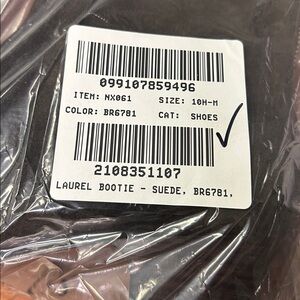 099107859496
ITEM: NX061 SIZE: 10H-M
COLOR: BR6781 CAT: SHOES
2108351107
LAUREL BOOTIE - SUEDE, BR6781,